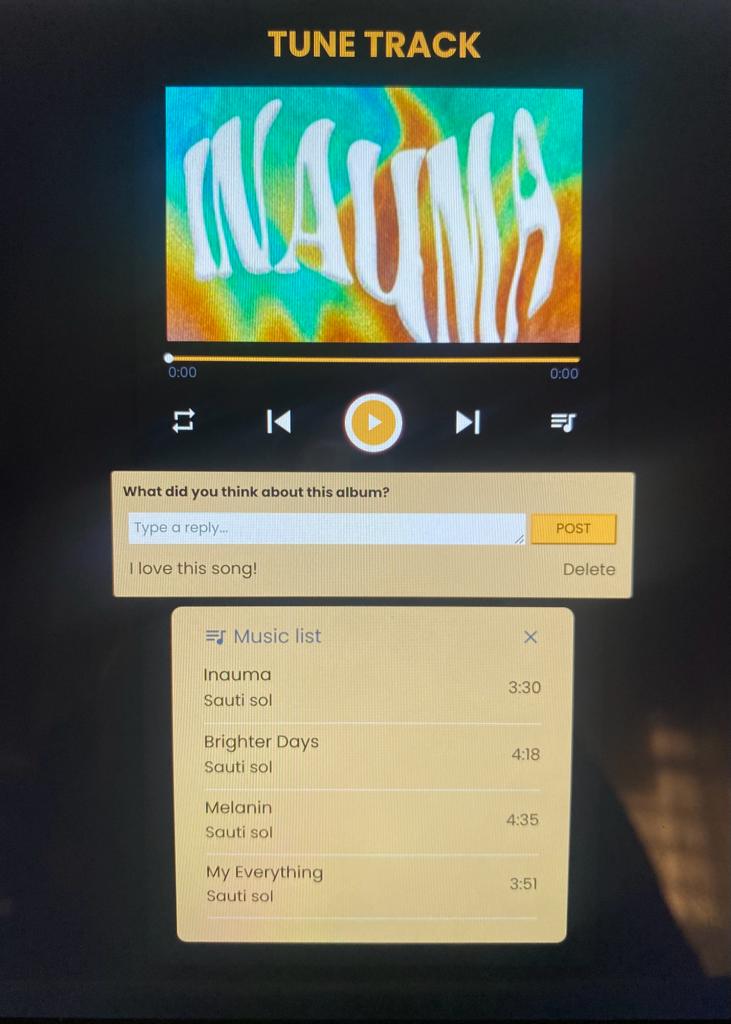 TUNE TRACK
INAUMA
0:00 0:00
What did you think about this album?
Type a reply... POST
I love this song! Delete
Music list
Inauma
Sauti sol 3:30
Brighter Days
Sauti sol 4:18
Melanin
Sauti sol 4:35
My Everything
Sauti sol 3:51